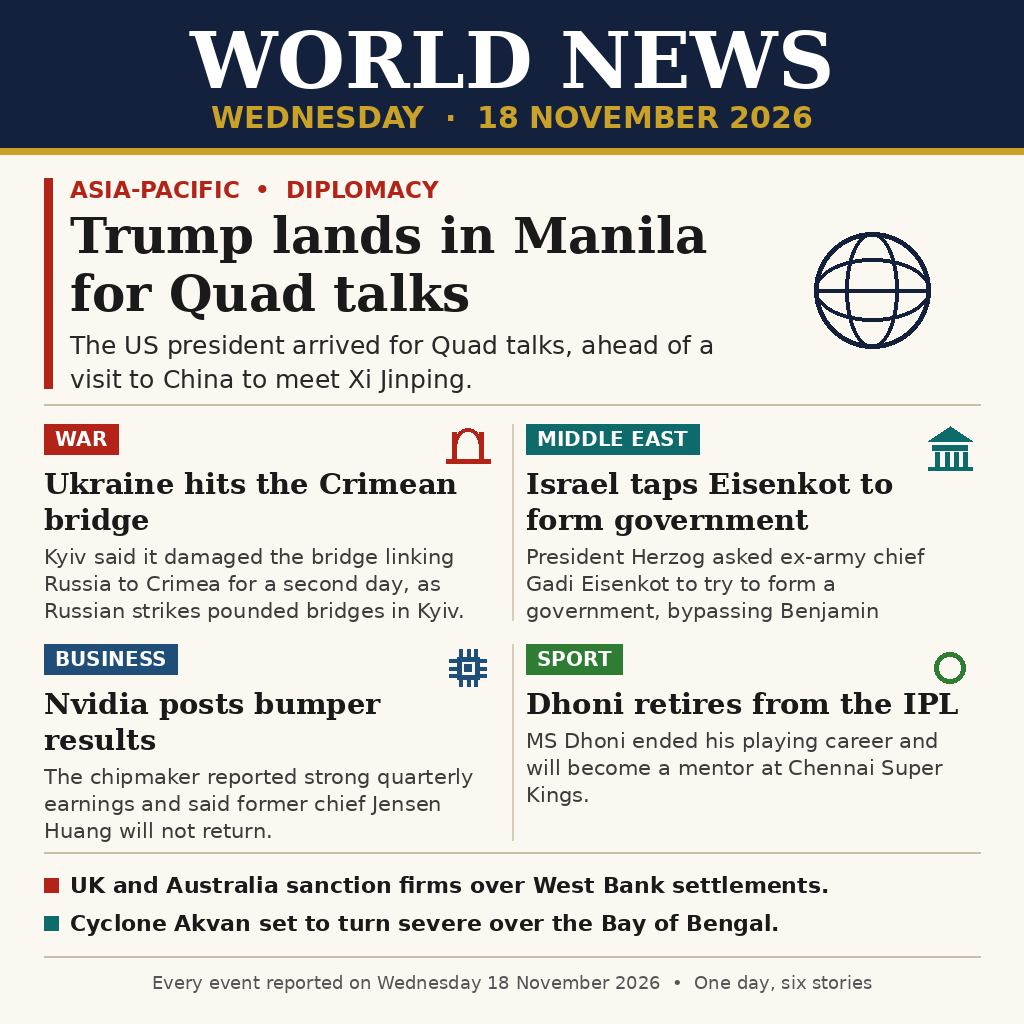 WORLD NEWS
WEDNESDAY · 18 NOVEMBER 2026
ASIA-PACIFIC • DIPLOMACY
Trump lands in Manila
for Quad talks
The US president arrived for Quad talks, ahead of a
visit to China to meet Xi Jinping.
WAR
Ukraine hits the Crimean
bridge
Kyiv said it damaged the bridge linking
Russia to Crimea for a second day, as
Russian strikes pounded bridges in Kyiv.
MIDDLE EAST
Israel taps Eisenkot to
form government
President Herzog asked ex-army chief
Gadi Eisenkot to try to form a
government, bypassing Benjamin
BUSINESS
Nvidia posts bumper
results
The chipmaker reported strong quarterly
earnings and said former chief Jensen
Huang will not return.
SPORT
Dhoni retires from the IPL
MS Dhoni ended his playing career and
will become a mentor at Chennai Super
Kings.
UK and Australia sanction firms over West Bank settlements.
Cyclone Akvan set to turn severe over the Bay of Bengal.
Every event reported on Wednesday 18 November 2026 • One day, six stories